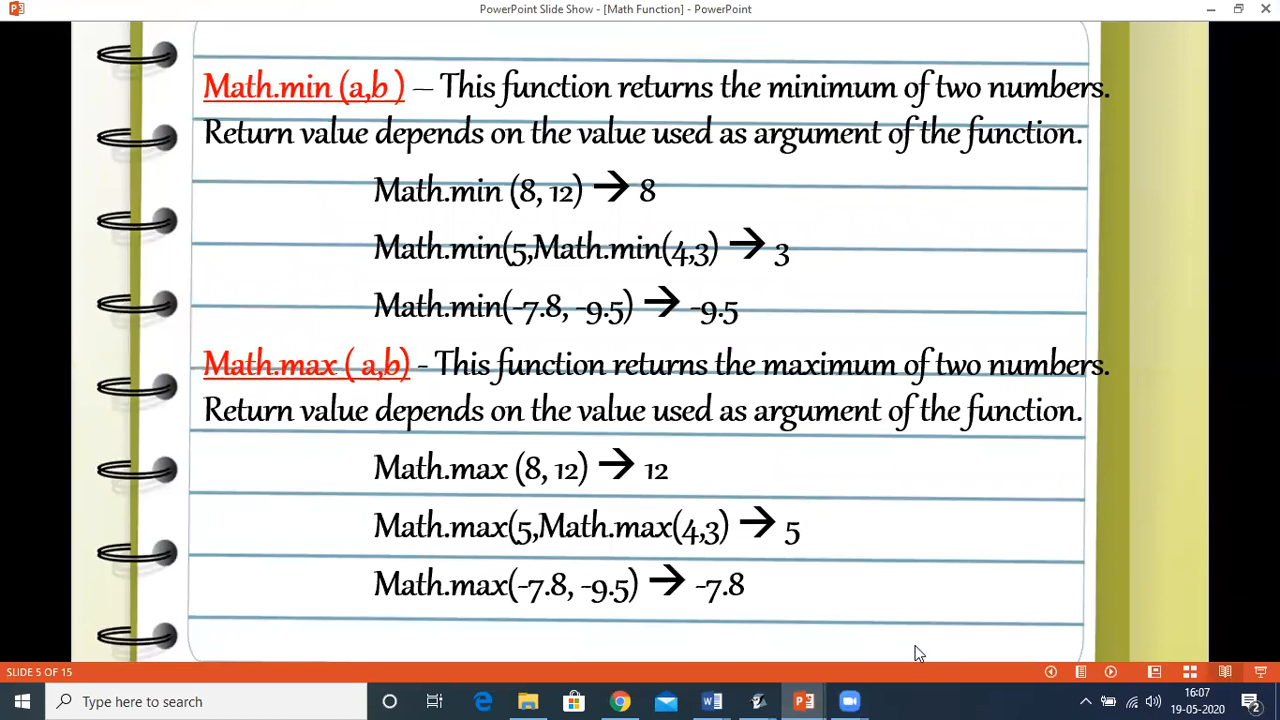 PowerPoint Slide Show - [Math Function] - PowerPoint
Math.min (a,b ) – This function returns the minimum of two numbers.
Return value depends on the value used as argument of the function.
Math.min (8, 12) → 8
Math.min(5,Math.min(4,3) → 3
Math.min(-7.8, -9.5) → -9.5
Math.max ( a,b) - This function returns the maximum of two numbers.
Return value depends on the value used as argument of the function.
Math.max (8, 12) → 12
Math.max(5,Math.max(4,3) → 5
Math.max(-7.8, -9.5) → -7.8
SLIDE 5 OF 15
Type here to search
16:07
19-05-2020
2